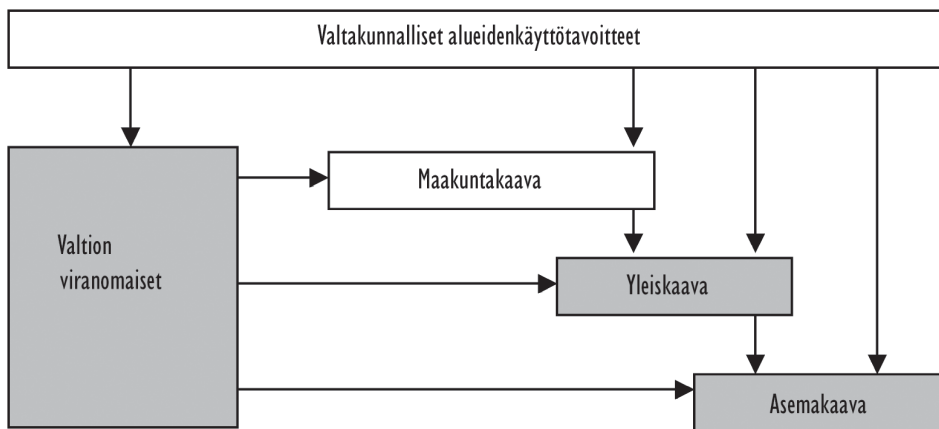 Valtakunnalliset alueidenkäyttötavoitteet
Maakuntakaava
Valtion
viranomaiset
Yleiskaava
Asemakaava